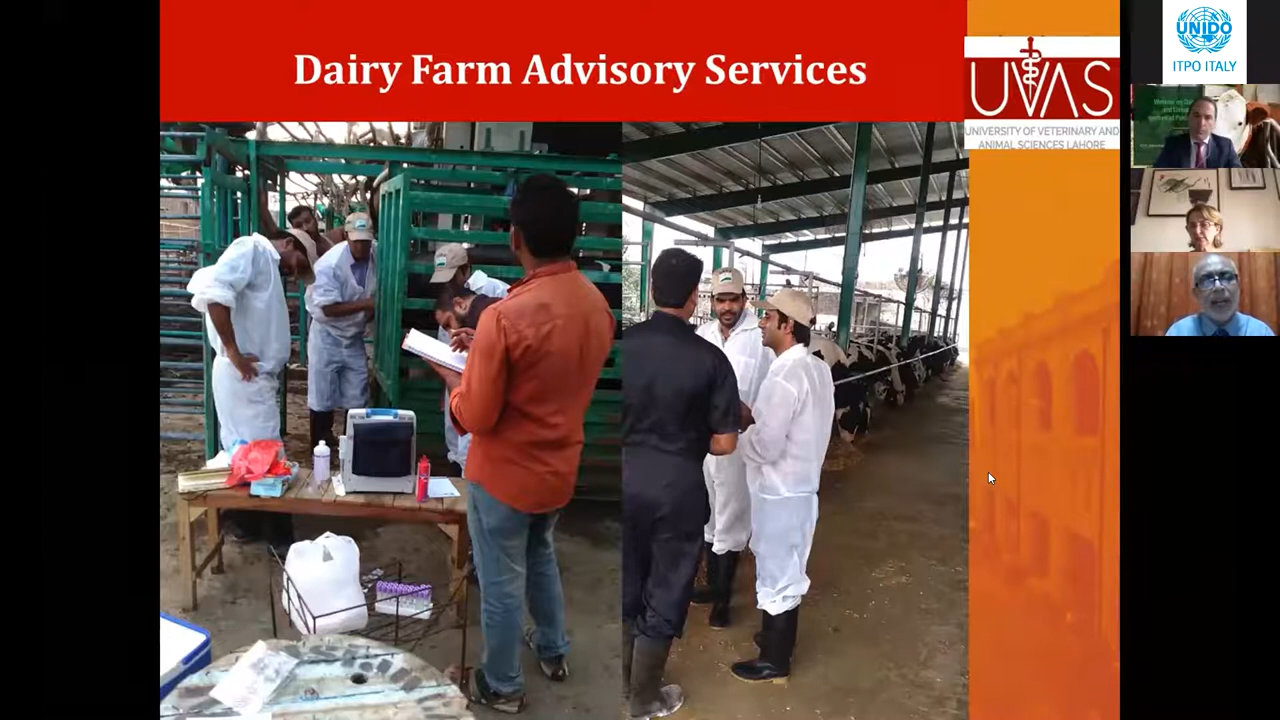 Dairy Farm Advisory Services
UVAS
UNIVERSITY OF VETERINARY AND
ANIMAL SCIENCES LAHORE
UNIDO
ITPO ITALY